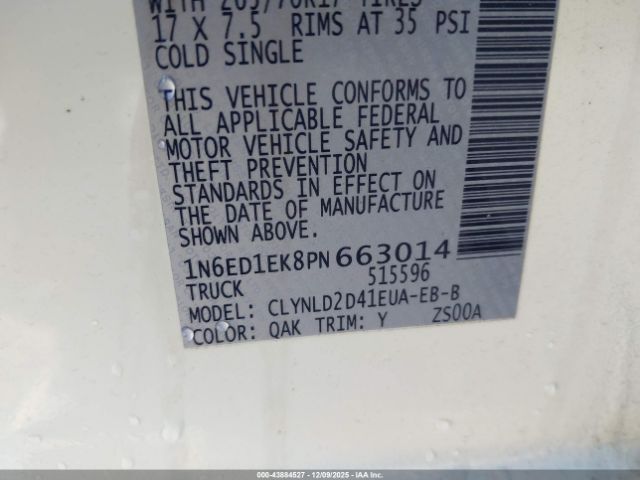 17 X 7.5 RIMS AT 35 PSI
COLD SINGLE
THIS VEHICLE CONFORMS TO
ALL APPLICABLE FEDERAL
MOTOR VEHICLE SAFETY AND
THEFT PREVENTION
STANDARDS IN EFFECT ON
THE DATE OF MANUFACTURE
SHOWN ABOVE.
1N6ED1EK8PN663014
TRUCK 515596
MODEL: CLYNLD2D41EUA-EB-B
COLOR: QAK TRIM: Y ZS00A
000-43884527 - 12/09/2025 - IAA Inc.